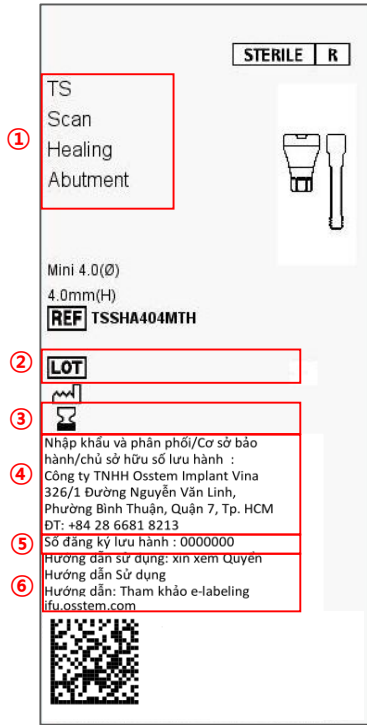 STERILE R
TS
Scan
Healing
Abutment
①
Mini 4.0(Ø)
4.0mm(H)
REF TSSHA404MTH
② LOT
③
④
Nhập khẩu và phân phối/Cơ sở bảo
hành/chủ sở hữu số lưu hành :
Công ty TNHH Osstem Implant Vina
326/1 Đường Nguyễn Văn Linh,
Phường Bình Thuận, Quận 7, Tp. HCM
ĐT: +84 28 6681 8213
⑤ Số đăng ký lưu hành : 0000000
⑥
Hướng dẫn sử dụng: xin xem Quyển
Hướng dẫn Sử dụng
Hướng dẫn: Tham khảo e-labeling
ifu.osstem.com